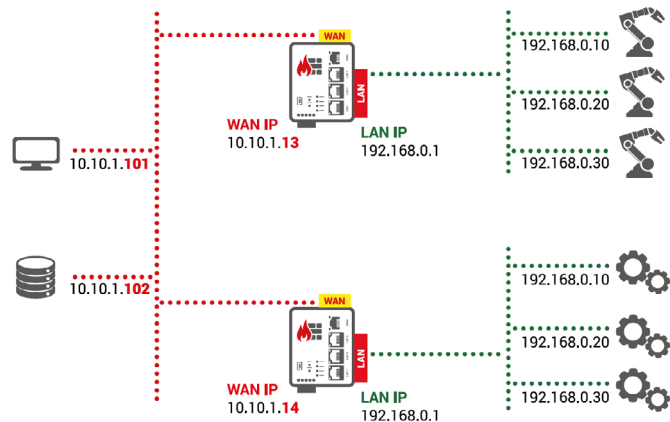 WAN
192.168.0.10
192.168.0.20
LAN
WAN IP
10.10.1.13
LAN IP
192.168.0.1
192.168.0.30
10.10.1.101
10.10.1.102
WAN
192.168.0.10
192.168.0.20
LAN
WAN IP
10.10.1.14
LAN IP
192.168.0.1
192.168.0.30